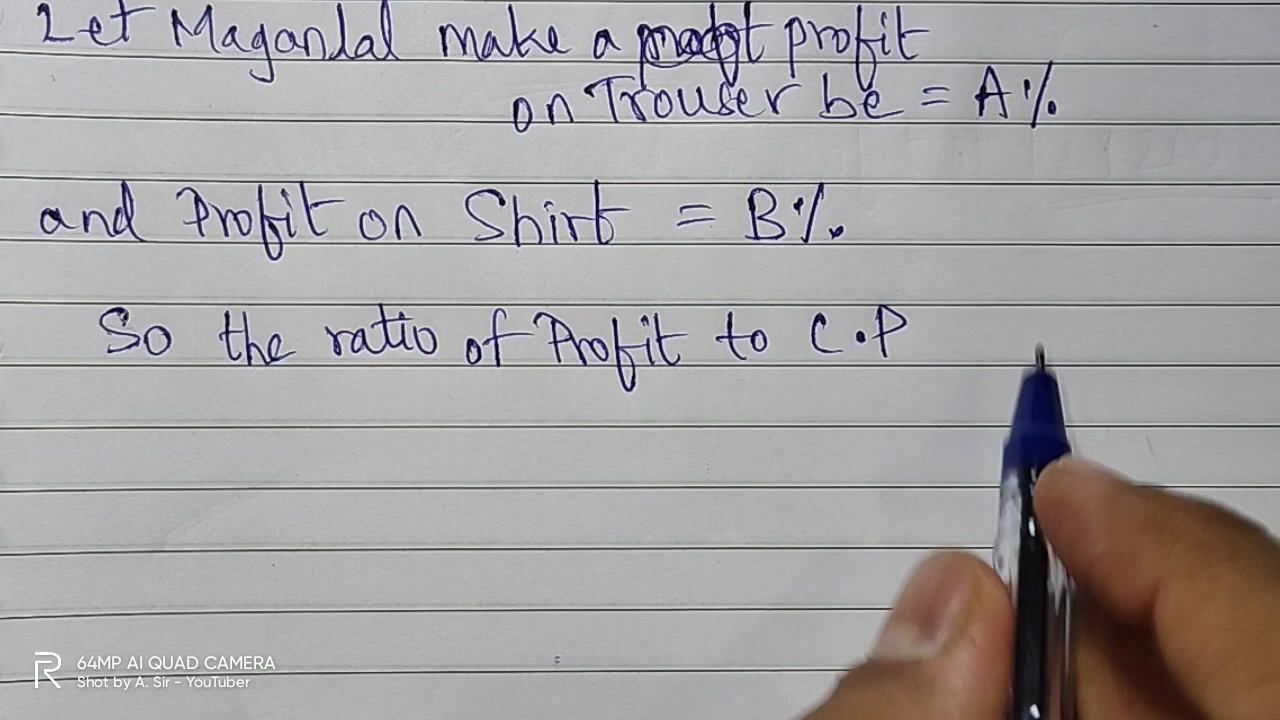 Let Maganlal make a profit
on Trouser be = A%
and Profit on Shirt = B%.
So the ratio of Profit to C.P
64MP AI QUAD CAMERA
Shot by A. Sir - YouTuber